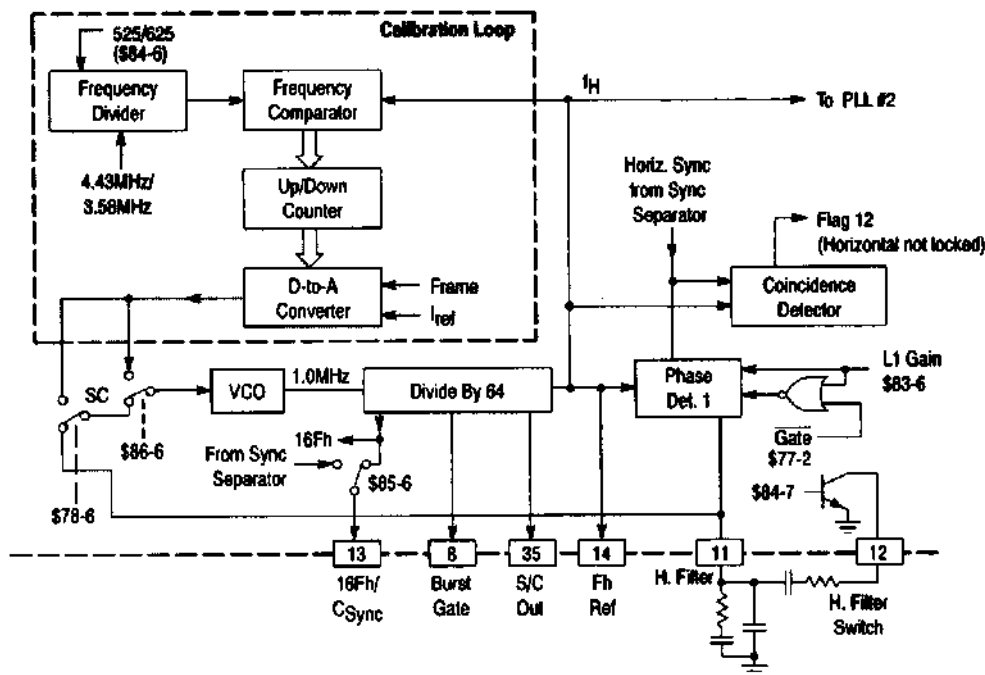 Calibration Loop
525/625
($84-6)
Frequency
Divider
Frequency
Comparator
fH
To PLL #2
4.43MHz/
3.58MHz
Up/Down
Counter
Horiz. Sync
from Sync
Separator
Flag 12
(Horizontal not locked)
D-to-A
Converter
Frame
Iref
Coincidence
Detector
SC
VCO
1.0MHz
Divide By 64
Phase
Det. 1
L1 Gain
$83-6
$86-6
16Fh
From Sync
Separator
$85-6
Gate
$77-2
$78-6
$84-7
13
8
35
14
11
12
16Fh/
CSync
Burst
Gate
S/C
Out
Fh
Ref
H. Filter
H. Filter
Switch